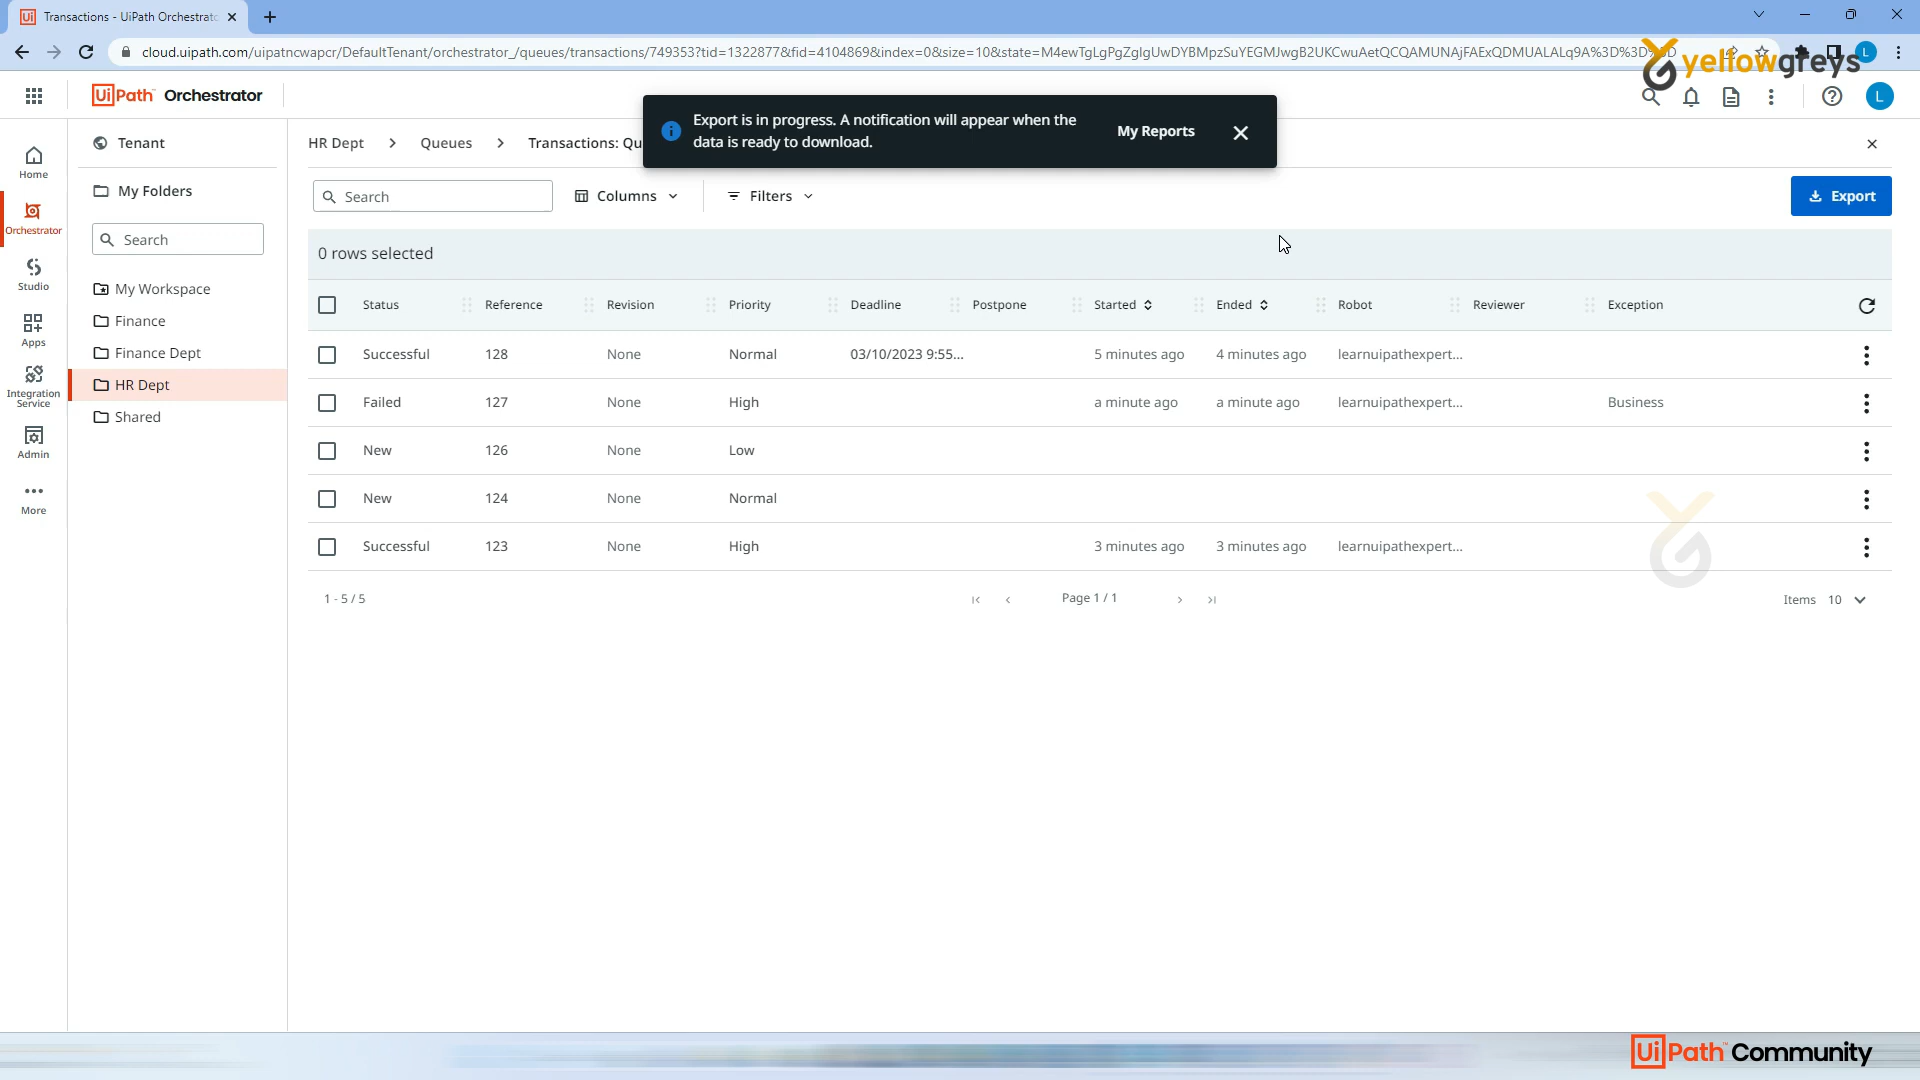 Transactions - UiPath Orchestrato
cloud.uipath.com/uipatncwapcr/DefaultTenant/orchestrator_/queues/transactions/749353?tid=1322877&fid=4104869&index=0&size=10&state=
yellowgreys
UiPath™ Orchestrator
L
Export is in progress. A notification will appear when the
data is ready to download.
My Reports
Tenant
HR Dept > Queues > Transactions: Qu
My Folders
Search
Columns
Filters
Export
Home
Orchestrator
Studio
Apps
Integration
Service
Admin
More
Search
My Workspace
Finance
Finance Dept
HR Dept
Shared
0 rows selected
Status Reference Revision Priority Deadline Postpone Started Ended Robot Reviewer Exception
Successful 128 None Normal 03/10/2023 9:55... 5 minutes ago 4 minutes ago learnuipathexpert...
Failed 127 None High a minute ago a minute ago learnuipathexpert... Business
New 126 None Low
New 124 None Normal
Successful 123 None High 3 minutes ago 3 minutes ago learnuipathexpert...
1 - 5 / 5
Page 1 / 1
Items 10
UiPath™ Community